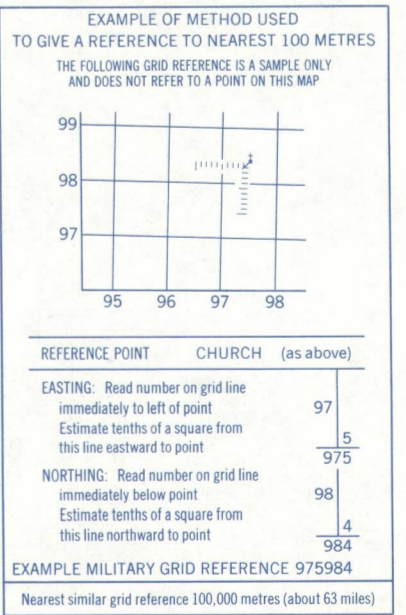 EXAMPLE OF METHOD USED
TO GIVE A REFERENCE TO NEAREST 100 METRES
THE FOLLOWING GRID REFERENCE IS A SAMPLE ONLY
AND DOES NOT REFER TO A POINT ON THIS MAP
99
98
97
95 96 97 98
REFERENCE POINT CHURCH (as above)
EASTING: Read number on grid line
immediately to left of point 97
Estimate tenths of a square from
this line eastward to point 5
975
NORTHING: Read number on grid line
immediately below point 98
Estimate tenths of a square from
this line northward to point 4
984
EXAMPLE MILITARY GRID REFERENCE 975984
Nearest similar grid reference 100,000 metres (about 63 miles)